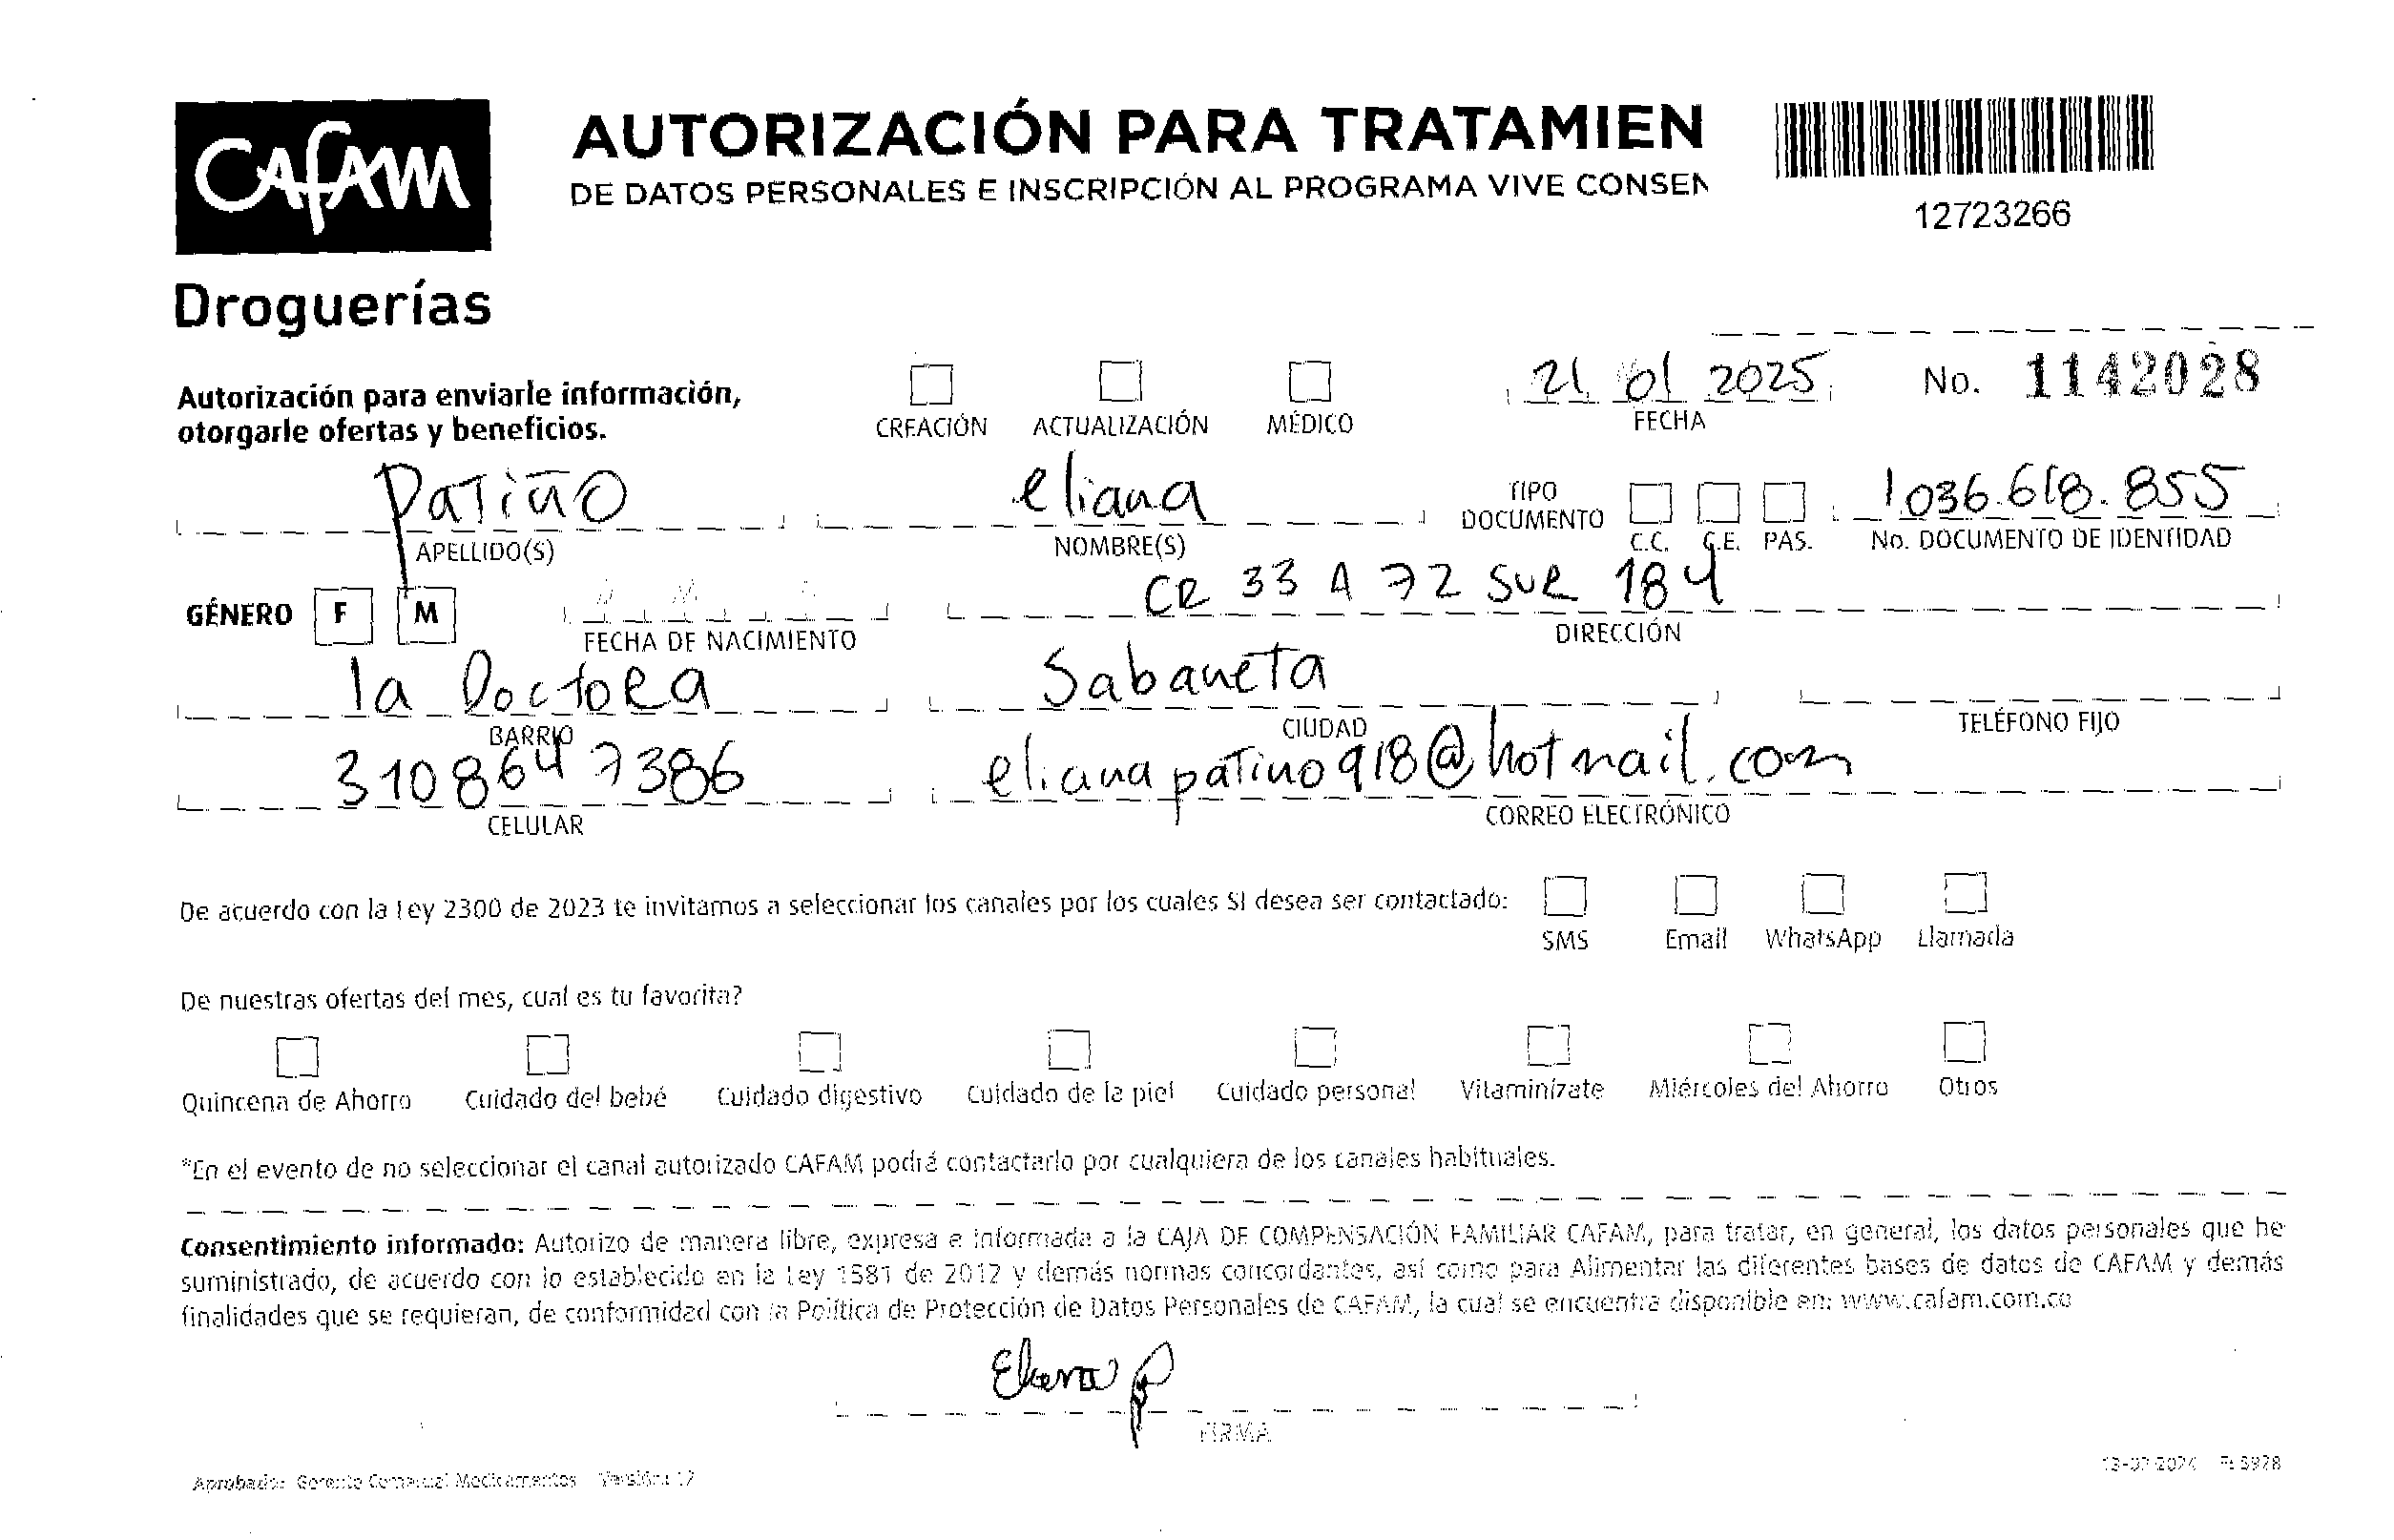 CAFAM
Droguerías
AUTORIZACIÓN PARA TRATAMIEN
DE DATOS PERSONALES E INSCRIPCIÓN AL PROGRAMA VIVE CONSEN
12723266
Autorización para enviarle información,
otorgarle ofertas y beneficios.
CREACIÓN ACTUALIZACIÓN MÉDICO
21 01 2025
FECHA
No. 1142028
Patiño eliana 1036.618.855
APELLIDO(S) NOMBRE(S) TIPO DOCUMENTO C.C. C.E. PAS. No. DOCUMENTO DE IDENTIDAD
GÉNERO F M CR 33 A 72 SUR 184
FECHA DE NACIMIENTO DIRECCIÓN
la Doctora Sabaneta
BARRIO CIUDAD TELÉFONO FIJO
3108647386 elianapatino918@hotmail.com
CELULAR CORREO ELECTRÓNICO
De acuerdo con la Ley 2300 de 2023 te invitamos a seleccionar los canales por los cuales SI desea ser contactado:
SMS Email WhatsApp Llamada
De nuestras ofertas del mes, cual es tu favorita?
Quincena de Ahorro Cuidado del bebé Cuidado digestivo Cuidado de la piel Cuidado personal Vitaminízate Miércoles del Ahorro Otros
*En el evento de no seleccionar el canal autorizado CAFAM podrá contactarlo por cualquiera de los canales habituales.
Consentimiento informado: Autorizo de manera libre, expresa e informada a la CAJA DE COMPENSACIÓN FAMILIAR CAFAM, para tratar, en general, los datos personales que he
suministrado, de acuerdo con lo establecido en la Ley 1581 de 2012 y demás normas concordantes, así como para Alimentar las diferentes bases de datos de CAFAM y demás
finalidades que se requieran, de conformidad con la Política de Protección de Datos Personales de CAFAM, la cual se encuentra disponible en: www.cafam.com.co
Eliana P
FIRMA
Aprobado: Gerente Comercial Medicamentos Versión: 12